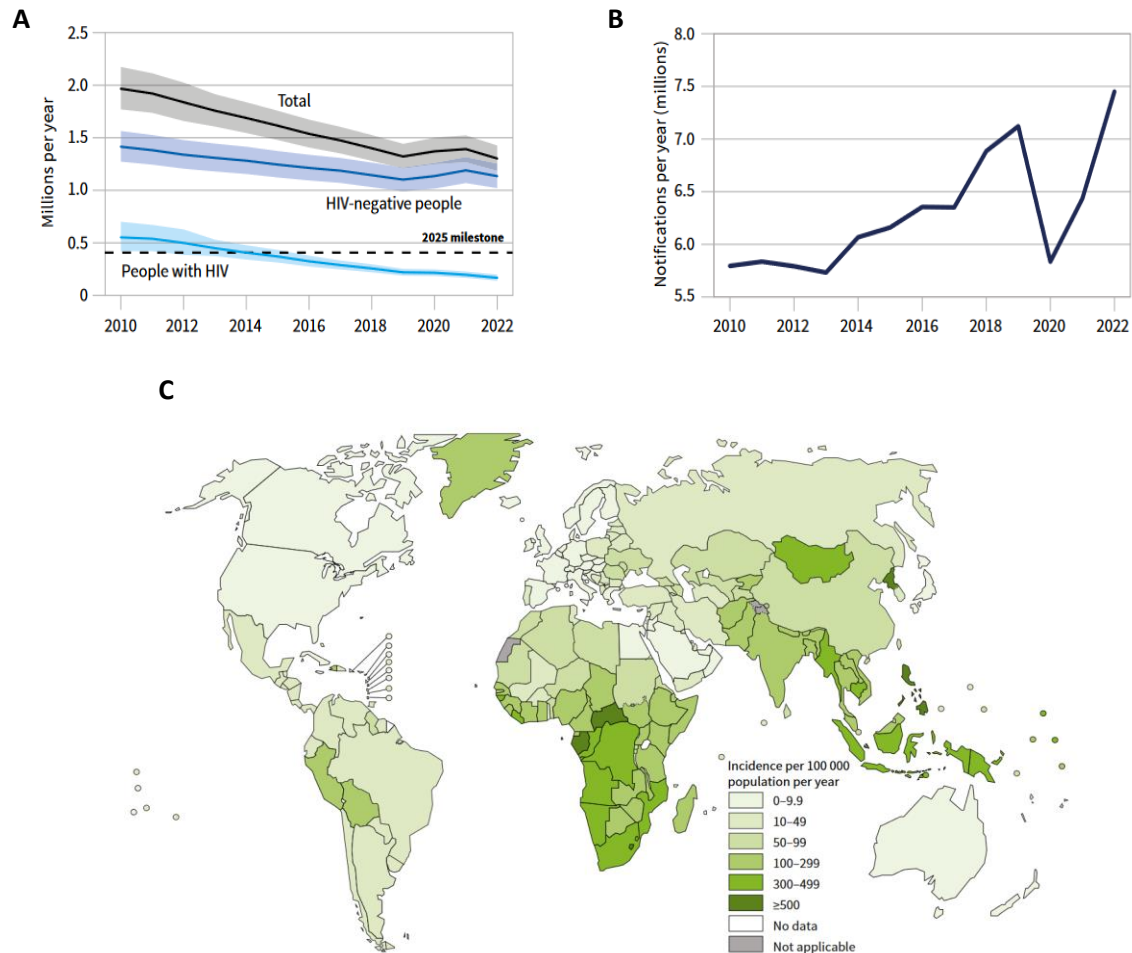 A
Millions per year
2.5
2.0
1.5
1.0
0.5
0
Total
HIV-negative people
2025 milestone
People with HIV
2010 2012 2014 2016 2018 2020 2022
B
Notifications per year (millions)
8.0
7.5
7.0
6.5
6.0
5.5
2010 2012 2014 2016 2018 2020 2022
C
Incidence per 100 000
population per year
0–9.9
10–49
50–99
100–299
300–499
≥500
No data
Not applicable